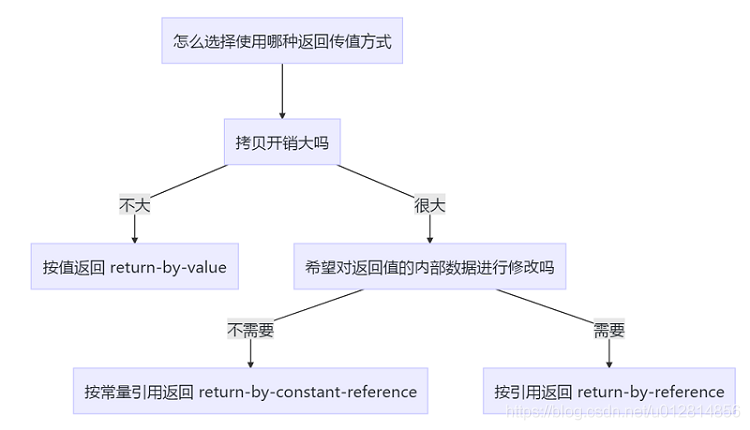 怎么选择使用哪种返回传值方式
拷贝开销大吗
不大
很大
按值返回 return-by-value
希望对返回值的内部数据进行修改吗
不需要
需要
按常量引用返回 return-by-constant-reference
按引用返回 return-by-reference
https://blog.csdn.net/u012814856